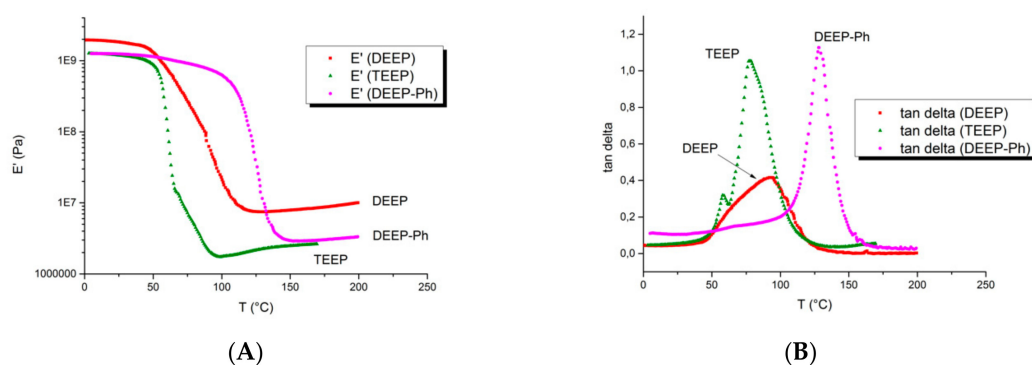 E' (Pa)
1E9
1E8
1E7
1000000
0
50
100
150
200
250
T (°C)
E' (DEEP)
E' (TEEP)
E' (DEEP-Ph)
DEEP
DEEP-Ph
TEEP
(A)
tan delta
1,2
1,0
0,8
0,6
0,4
0,2
0,0
0
50
100
150
200
250
T (°C)
DEEP-Ph
TEEP
DEEP
tan delta (DEEP)
tan delta (TEEP)
tan delta (DEEP-Ph)
(B)